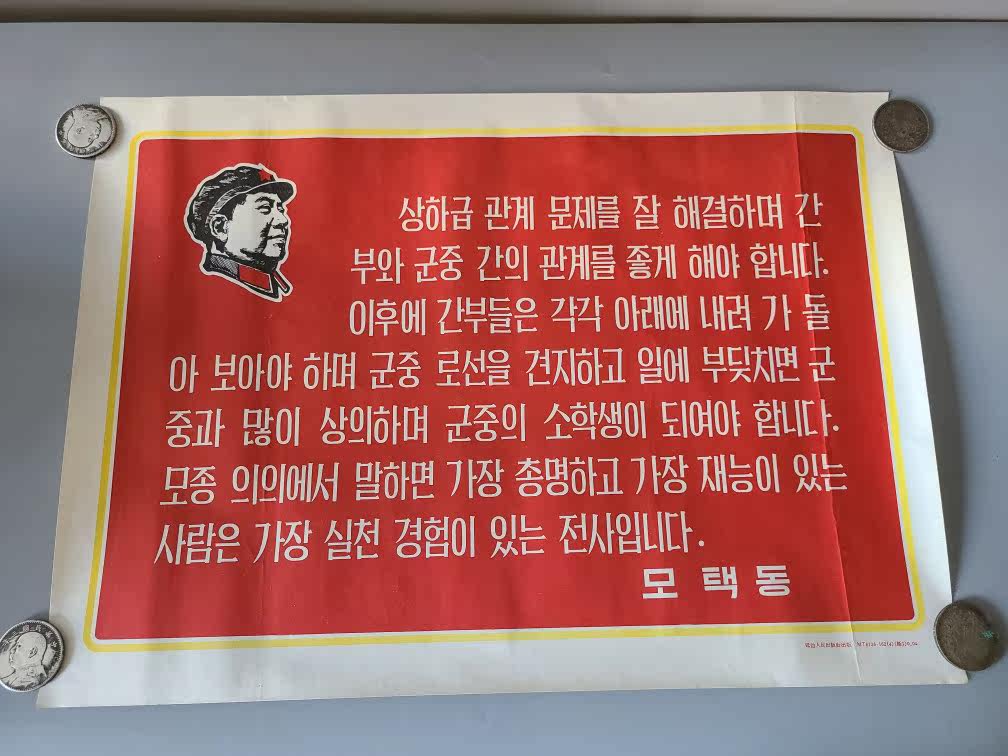 상하급 관계 문제를 잘 해결하며 간
부와 군중 간의 관계를 좋게 해야 합니다.
이후에 간부들은 각각 아래에 내려 가 돌
아 보아야 하며 군중 로선을 견지하고 일에 부딪치면 군
중과 많이 상의하며 군중의 소학생이 되여야 합니다.
모종 의의에서 말하면 가장 총명하고 가장 재능이 있는
사람은 가장 실천 경험이 있는 전사입니다.
모택동